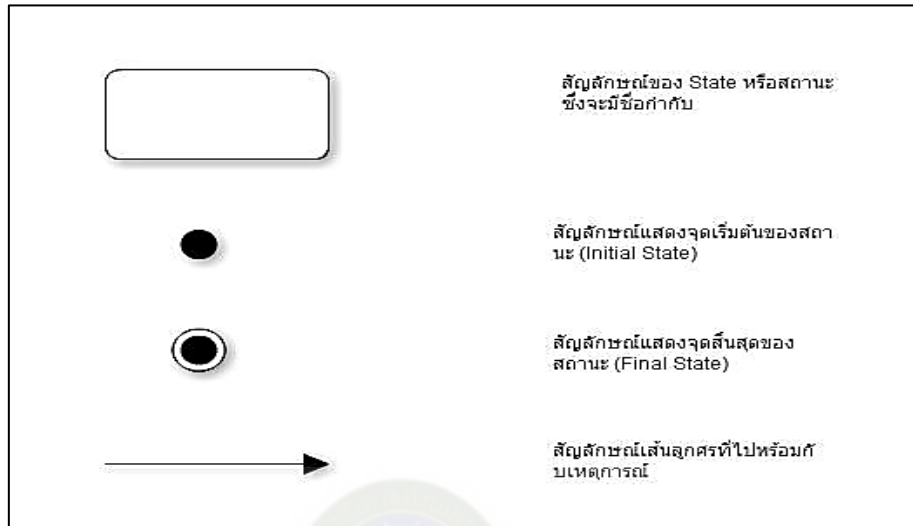 สัญลักษณ์ของ State หรือสถานะ
ซึ่งจะมีชื่อกำกับ
สัญลักษณ์แสดงจุดเริ่มต้นของสถา
นะ (Initial State)
สัญลักษณ์แสดงจุดสิ้นสุดของ
สถานะ (Final State)
สัญลักษณ์เส้นลูกศรที่ไปพร้อมกั
บเหตุการณ์